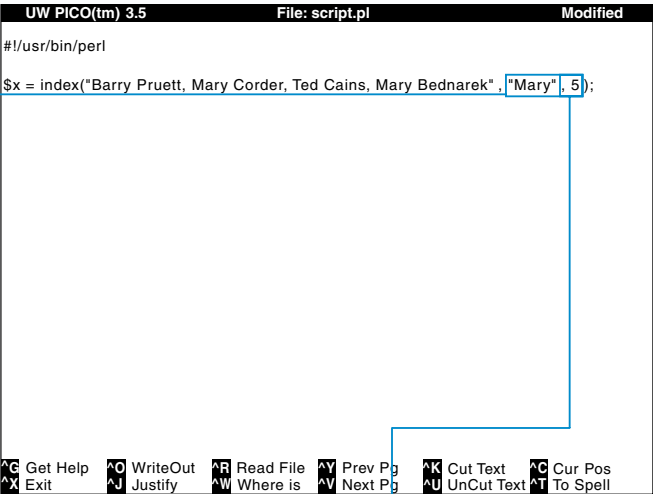 UW PICO(tm) 3.5 File: script.pl Modified
#!/usr/bin/perl
$x = index("Barry Pruett, Mary Corder, Ted Cains, Mary Bednarek" , "Mary" , 5 );
^G Get Help ^O WriteOut ^R Read File ^Y Prev Pg ^K Cut Text ^C Cur Pos
^X Exit ^J Justify ^W Where is ^V Next Pg ^U UnCut Text ^T To Spell